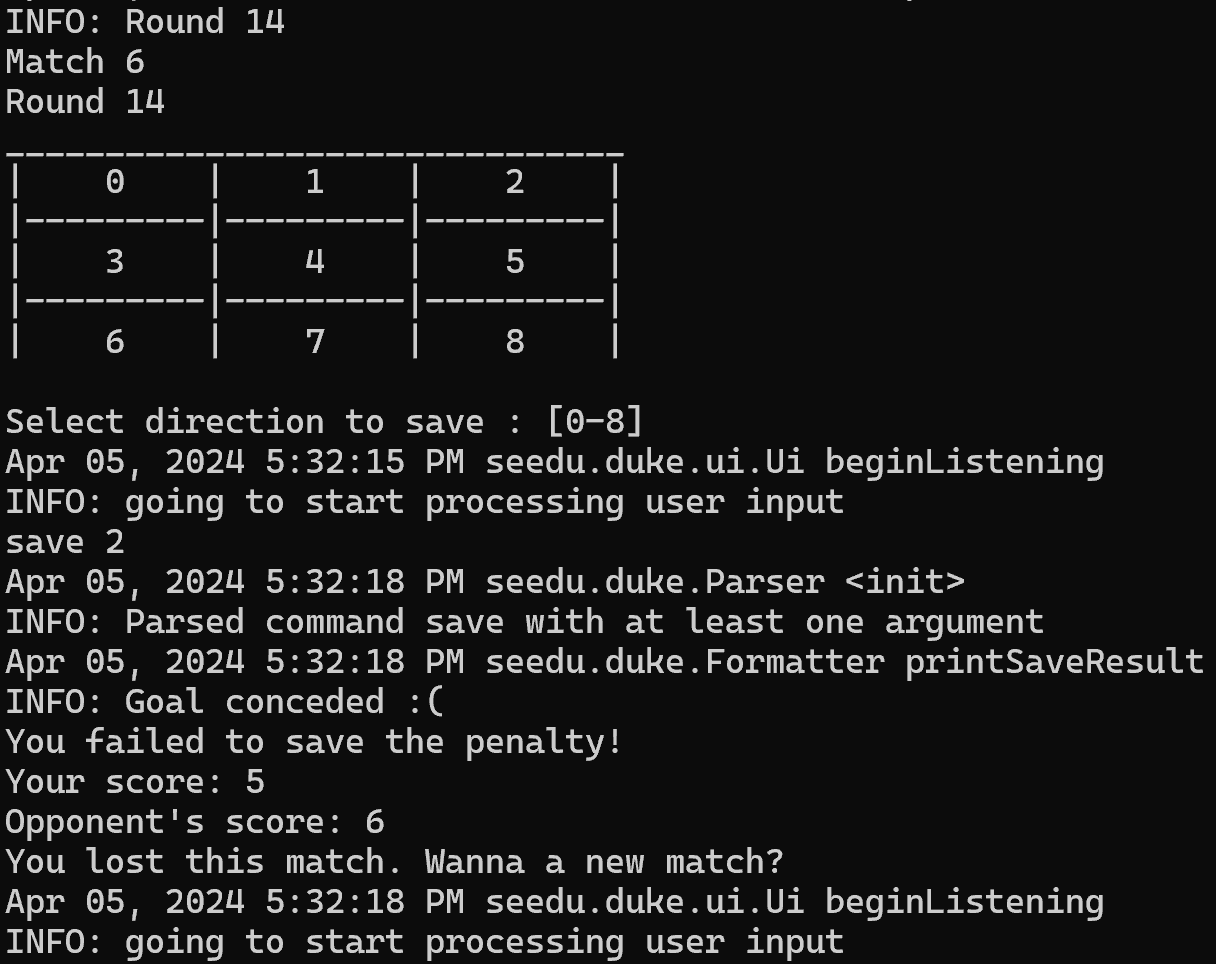 INFO: Round 14
Match 6
Round 14
_______________________________
|    0    |    1    |    2    |
|---------|---------|---------|
|    3    |    4    |    5    |
|---------|---------|---------|
|    6    |    7    |    8    |
Select direction to save : [0-8]
Apr 05, 2024 5:32:15 PM seedu.duke.ui.Ui beginListening
INFO: going to start processing user input
save 2
Apr 05, 2024 5:32:18 PM seedu.duke.Parser <init>
INFO: Parsed command save with at least one argument
Apr 05, 2024 5:32:18 PM seedu.duke.Formatter printSaveResult
INFO: Goal conceded :(
You failed to save the penalty!
Your score: 5
Opponent's score: 6
You lost this match. Wanna a new match?
Apr 05, 2024 5:32:18 PM seedu.duke.ui.Ui beginListening
INFO: going to start processing user input